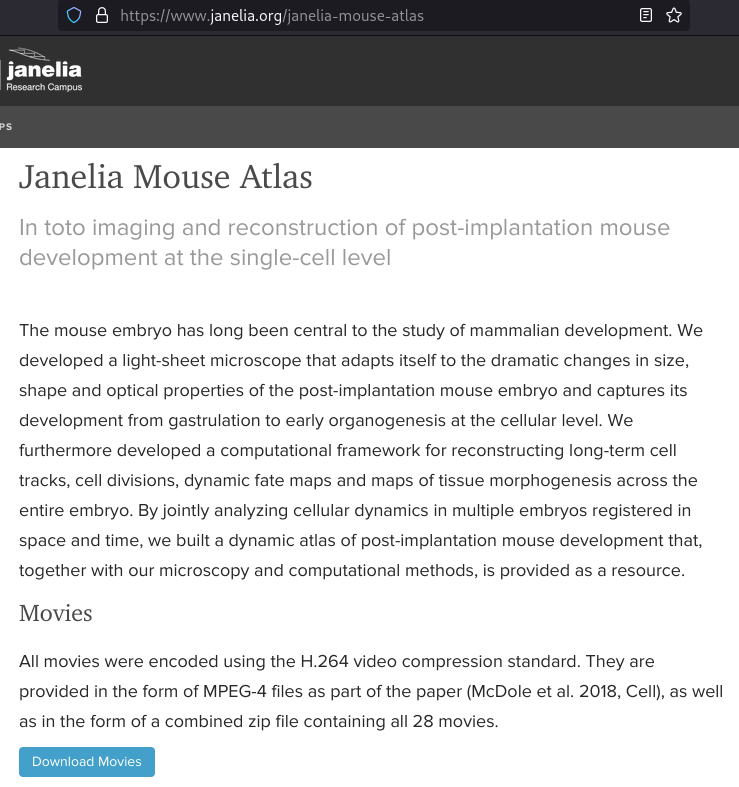 https://www.janelia.org/janelia-mouse-atlas
janelia
Research Campus
PS
Janelia Mouse Atlas
In toto imaging and reconstruction of post-implantation mouse
development at the single-cell level
The mouse embryo has long been central to the study of mammalian development. We
developed a light-sheet microscope that adapts itself to the dramatic changes in size,
shape and optical properties of the post-implantation mouse embryo and captures its
development from gastrulation to early organogenesis at the cellular level. We
furthermore developed a computational framework for reconstructing long-term cell
tracks, cell divisions, dynamic fate maps and maps of tissue morphogenesis across the
entire embryo. By jointly analyzing cellular dynamics in multiple embryos registered in
space and time, we built a dynamic atlas of post-implantation mouse development that,
together with our microscopy and computational methods, is provided as a resource.
Movies
All movies were encoded using the H.264 video compression standard. They are
provided in the form of MPEG-4 files as part of the paper (McDole et al. 2018, Cell), as well
as in the form of a combined zip file containing all 28 movies.
Download Movies